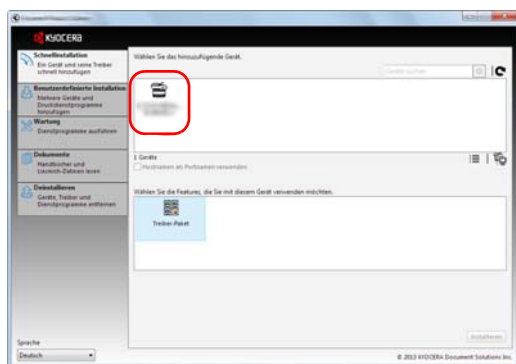 KYOCERA
Schnellinstallation
Ein Gerät und seine Treiber
schnell hinzufügen
Benutzerdefinierte Installation
Mehrere Geräte und
Druckdienstprogramme
hinzufügen
Wartung
Dienstprogramme ausführen
Dokumente
Handbücher und
Liesmich-Dateien lesen
Deinstallieren
Geräte, Treiber und
Dienstprogramme entfernen
Sprache
Deutsch
Wählen Sie das hinzuzufügende Gerät.
Geräte suchen
1 Geräte
Hostnamen als Portnamen verwenden
Wählen Sie die Features, die Sie mit diesem Gerät verwenden möchten.
Treiber-Paket
Installieren
© 2013 KYOCERA Document Solutions Inc.